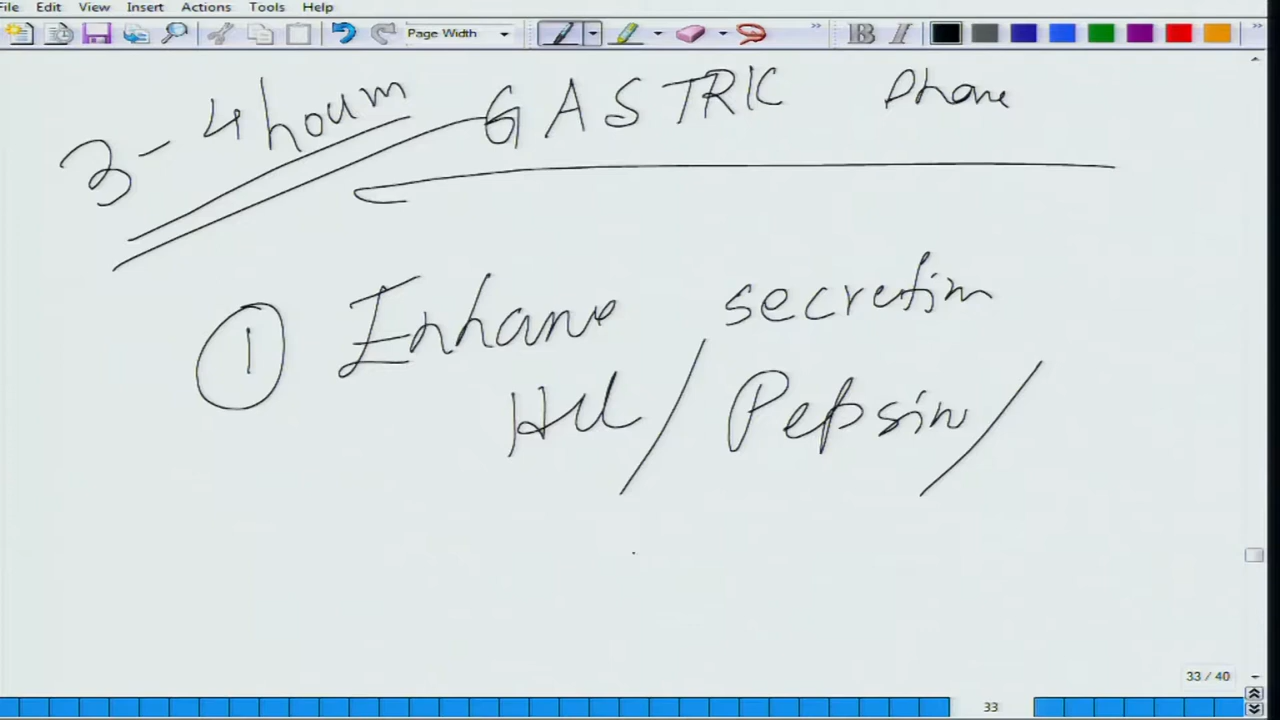 File Edit View Insert Actions Tools Help
Page Width
3-4 hours GASTRIC Phase
1 Enhance secretion
HCl / Pepsin /
33 / 40
33